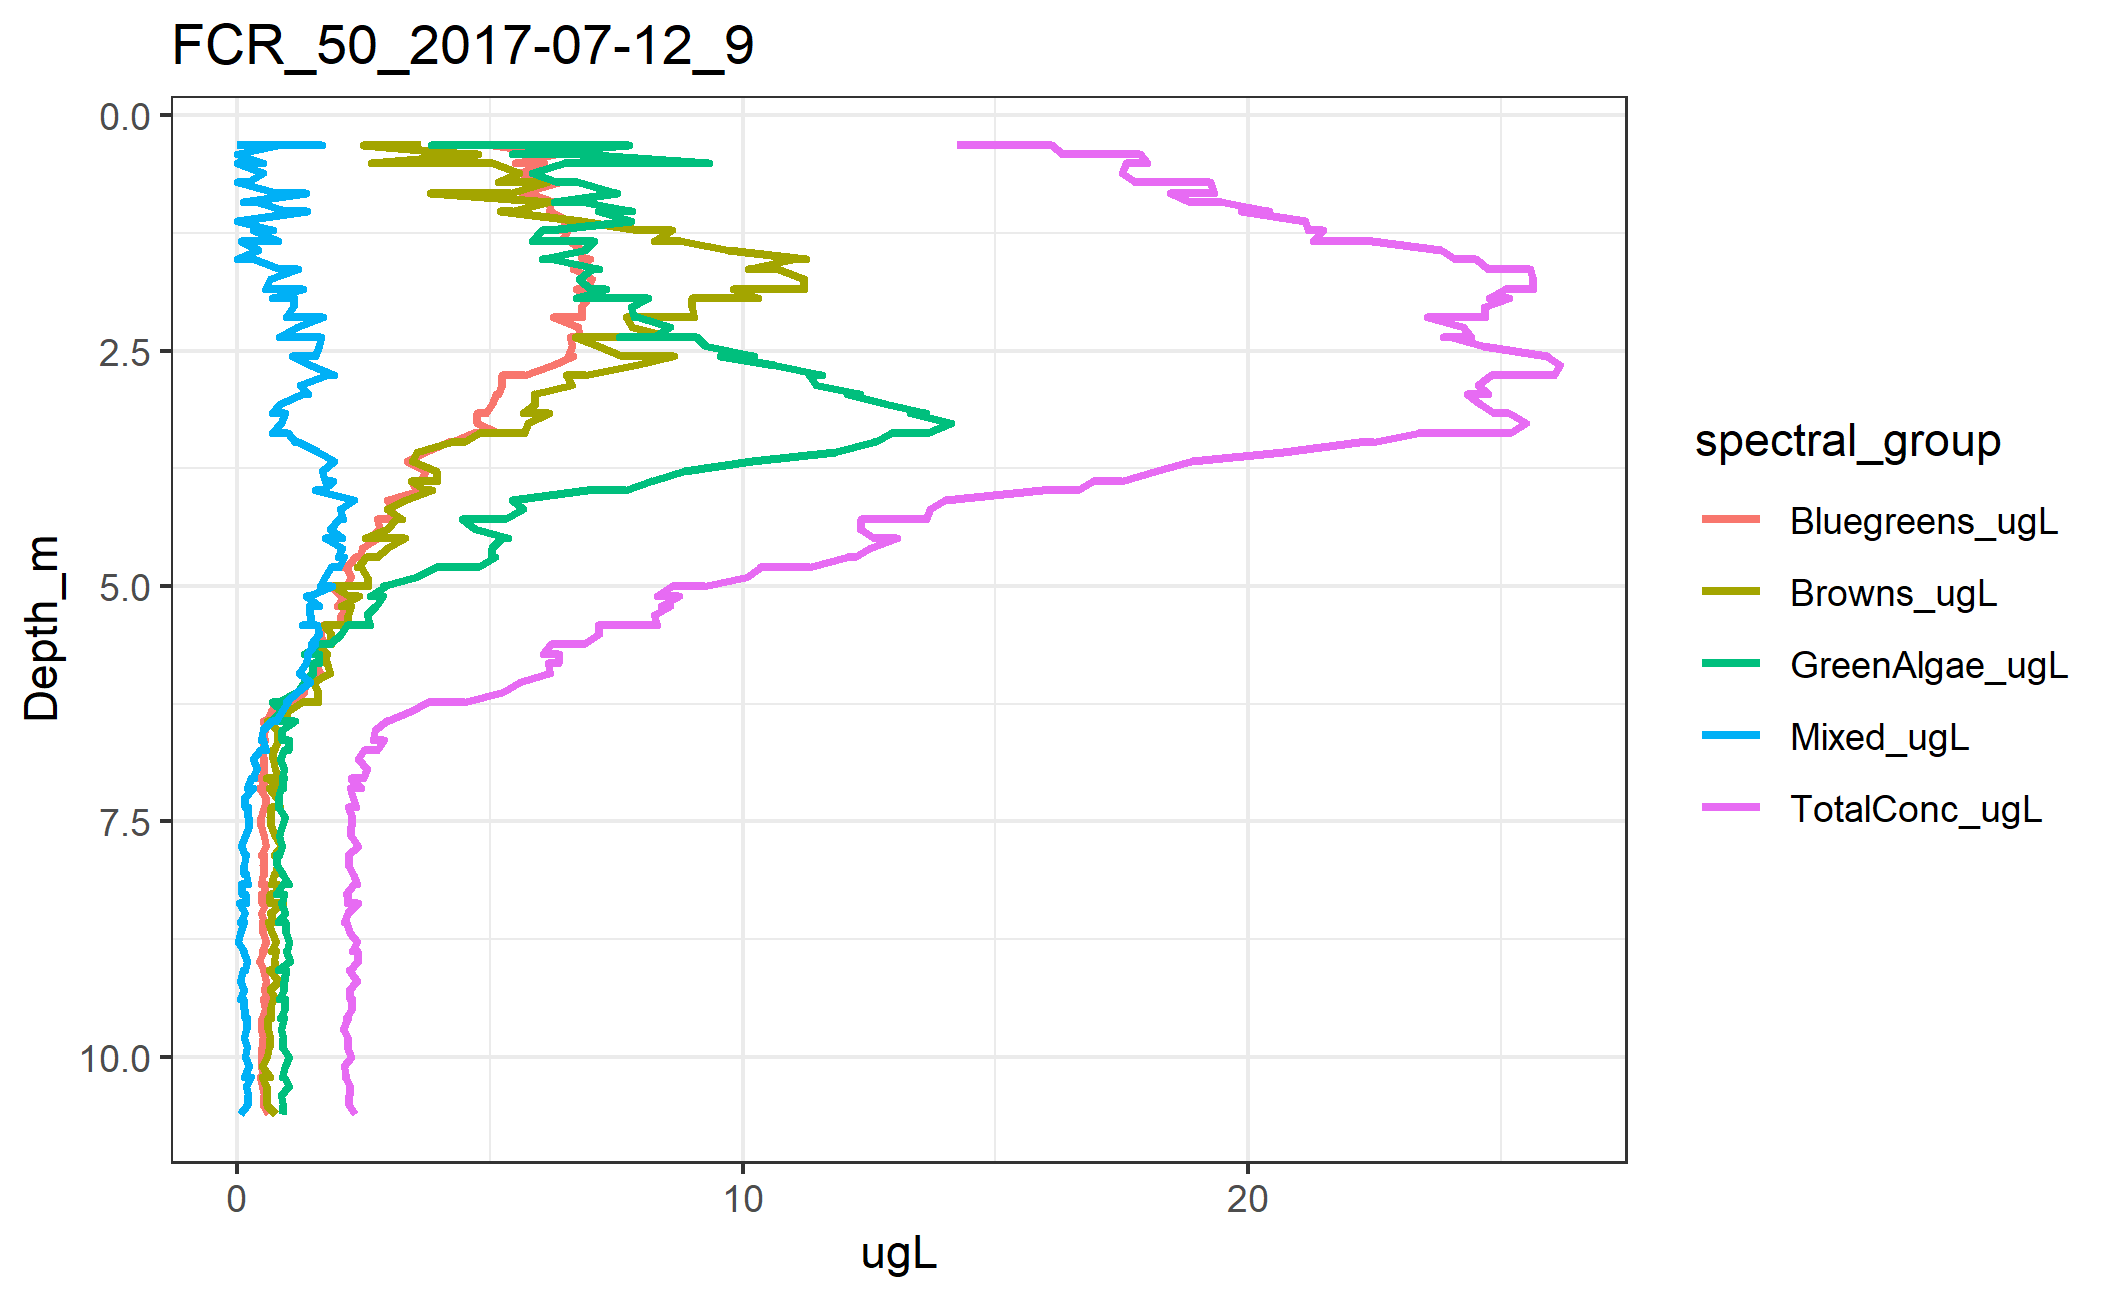 FCR_50_2017-07-12_9
0.0
2.5
5.0
7.5
10.0
Depth_m
0 10 20
ugL
spectral_group
Bluegreens_ugL
Browns_ugL
GreenAlgae_ugL
Mixed_ugL
TotalConc_ugL